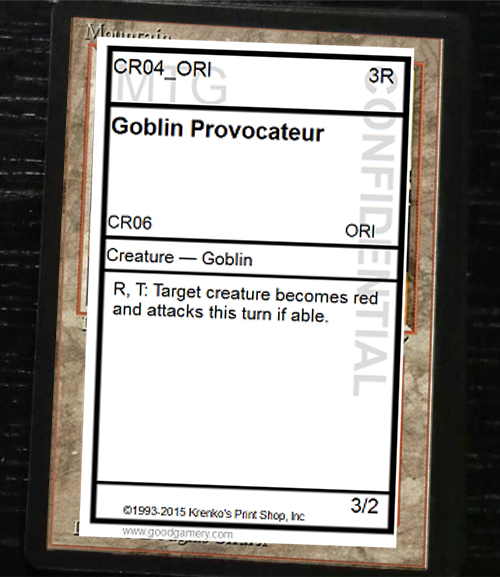 Mountain
CR04_ORI 3R
MTG
CONFIDENTIAL
Goblin Provocateur
CR06 ORI
Creature — Goblin
R, T: Target creature becomes red
and attacks this turn if able.
3/2
©1993-2015 Krenko's Print Shop, Inc
www.goodgamery.com